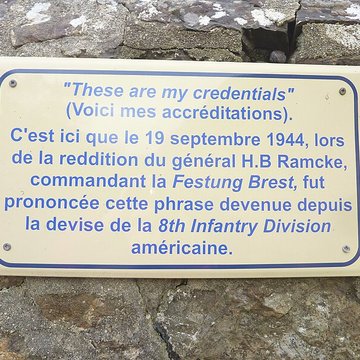 "These are my credentials"
(Voici mes accréditations).
C'est ici que le 19 septembre 1944, lors
de la reddition du général H.B Ramcke,
commandant la Festung Brest, fut
prononcée cette phrase devenue depuis
la devise de la 8th Infantry Division
américaine.